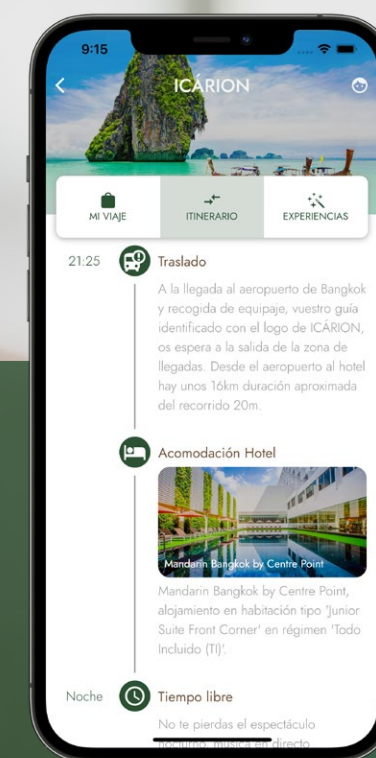 9:15
ICÁRION
MI VIAJE
ITINERARIO
EXPERIENCIAS
21:25
Traslado
A la llegada al aeropuerto de Bangkok
y recogida de equipaje, vuestro guía
identificado con el logo de ICÁRION,
os espera a la salida de la zona de
llegadas. Desde el aeropuerto al hotel
hay unos 16km duración aproximada
del recorrido 20m.
Acomodación Hotel
Mandarin Bangkok by Centre Point
Mandarin Bangkok by Centre Point,
alojamiento en habitación tipo 'Junior
Suite Front Corner' en régimen 'Todo
Incluido (TI)'.
Noche
Tiempo libre
No te pierdas el espectáculo
nocturno, música en directo